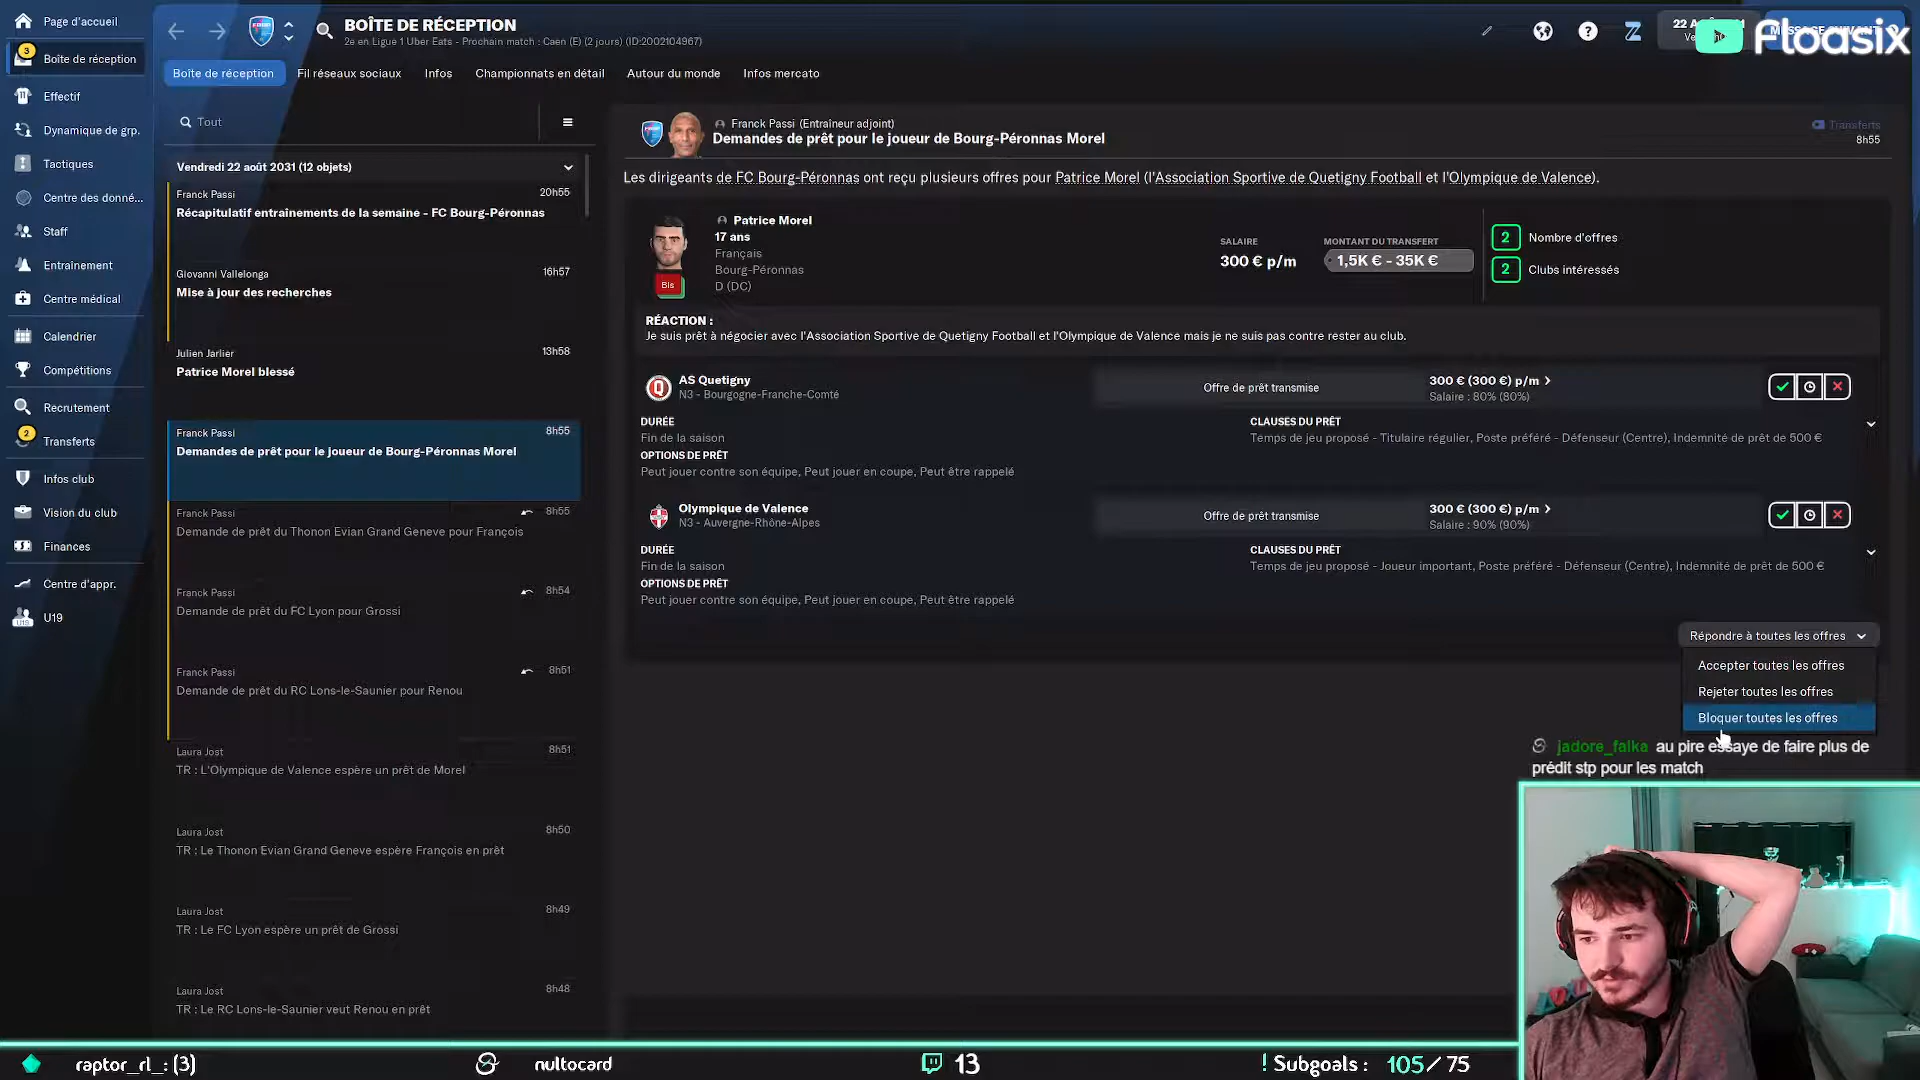 Page d'accueil
3
Boîte de réception
Effectif
Dynamique de grp.
Tactiques
Centre des donné...
Staff
Entraînement
Centre médical
Calendrier
Compétitions
Recrutement
2
Transferts
Infos club
Vision du club
Finances
Centre d'appr.
U19
BOÎTE DE RÉCEPTION
2e en Ligue 1 Uber Eats - Prochain match : Caen (E) (2 jours) (ID:2002104967)
Floasix
Boîte de réception
Fil réseaux sociaux
Infos
Championnats en détail
Autour du monde
Infos mercato
Tout
Vendredi 22 août 2031 (12 objets)
Franck Passi 20h55
Récapitulatif entraînements de la semaine - FC Bourg-Péronnas
Giovanni Vallelonga 16h57
Mise à jour des recherches
Julien Jarlier 13h58
Patrice Morel blessé
Franck Passi 8h55
Demandes de prêt pour le joueur de Bourg-Péronnas Morel
Franck Passi 8h55
Demande de prêt du Thonon Evian Grand Geneve pour François
Franck Passi 8h54
Demande de prêt du FC Lyon pour Grossi
Franck Passi 8h51
Demande de prêt du RC Lons-le-Saunier pour Renou
Laura Jost 8h51
TR : L'Olympique de Valence espère un prêt de Morel
Laura Jost 8h50
TR : Le Thonon Evian Grand Geneve espère François en prêt
Laura Jost 8h49
TR : Le FC Lyon espère un prêt de Grossi
Laura Jost 8h48
TR : Le RC Lons-le-Saunier veut Renou en prêt
Franck Passi (Entraîneur adjoint)
Demandes de prêt pour le joueur de Bourg-Péronnas Morel
Transferts
8h55
Les dirigeants de FC Bourg-Péronnas ont reçu plusieurs offres pour Patrice Morel (l'Association Sportive de Quetigny Football et l'Olympique de Valence).
Patrice Morel
17 ans
Français
Bourg-Péronnas
D (DC)
Bis
SALAIRE
300 € p/m
MONTANT DU TRANSFERT
1,5K € - 35K €
2 Nombre d'offres
2 Clubs intéressés
RÉACTION :
Je suis prêt à négocier avec l'Association Sportive de Quetigny Football et l'Olympique de Valence mais je ne suis pas contre rester au club.
AS Quetigny
N3 - Bourgogne-Franche-Comté
Offre de prêt transmise
300 € (300 €) p/m
Salaire : 80% (80%)
DURÉE
Fin de la saison
OPTIONS DE PRÊT
Peut jouer contre son équipe, Peut jouer en coupe, Peut être rappelé
CLAUSES DU PRÊT
Temps de jeu proposé - Titulaire régulier, Poste préféré - Défenseur (Centre), Indemnité de prêt de 500 €
Olympique de Valence
N3 - Auvergne-Rhône-Alpes
Offre de prêt transmise
300 € (300 €) p/m
Salaire : 90% (90%)
DURÉE
Fin de la saison
OPTIONS DE PRÊT
Peut jouer contre son équipe, Peut jouer en coupe, Peut être rappelé
CLAUSES DU PRÊT
Temps de jeu proposé - Joueur important, Poste préféré - Défenseur (Centre), Indemnité de prêt de 500 €
Répondre à toutes les offres
Accepter toutes les offres
Rejeter toutes les offres
Bloquer toutes les offres
jadore_falka au pire essaye de faire plus de
prédit stp pour les match
raptor_rl_: (3)
nultocard
13
! Subgoals : 105/ 75